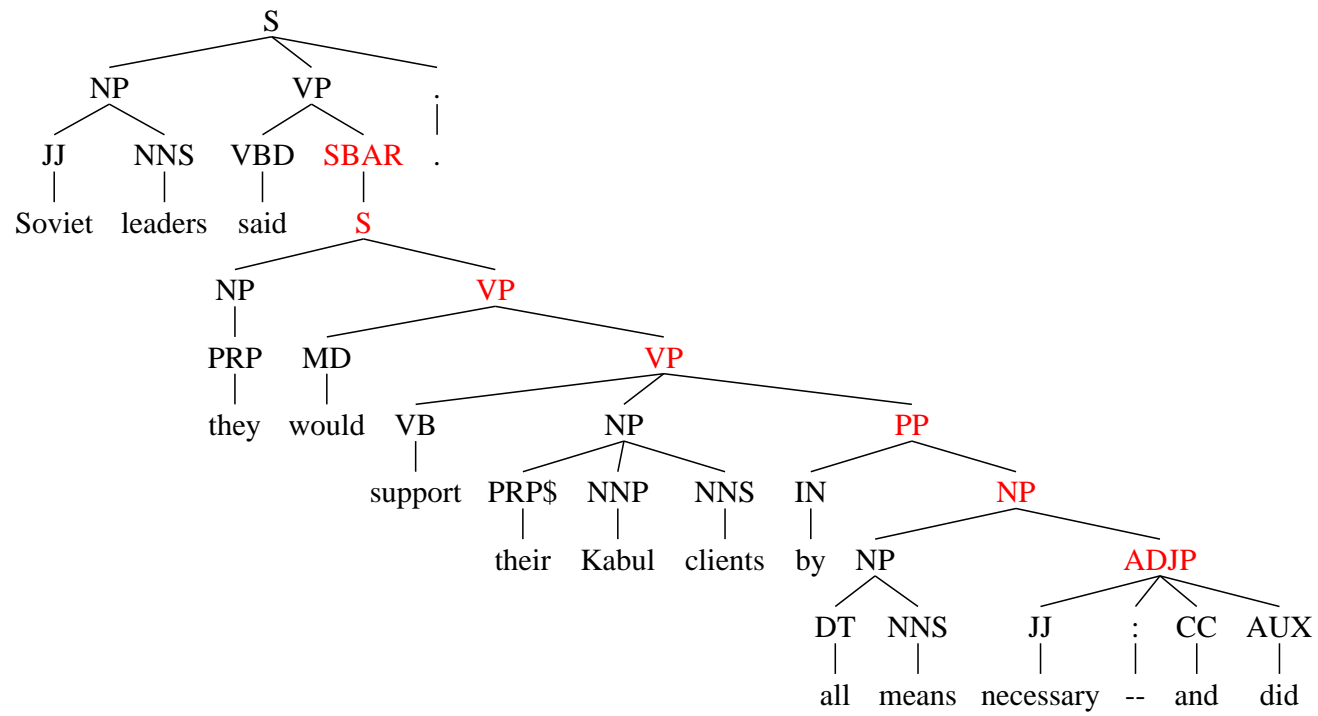 S
NP VP .
JJ NNS VBD SBAR .
Soviet leaders said S
NP VP
PRP MD VP
they would VB NP PP
support PRP$ NNP NNS IN NP
their Kabul clients by NP ADJP
DT NNS JJ : CC AUX
all means necessary -- and did